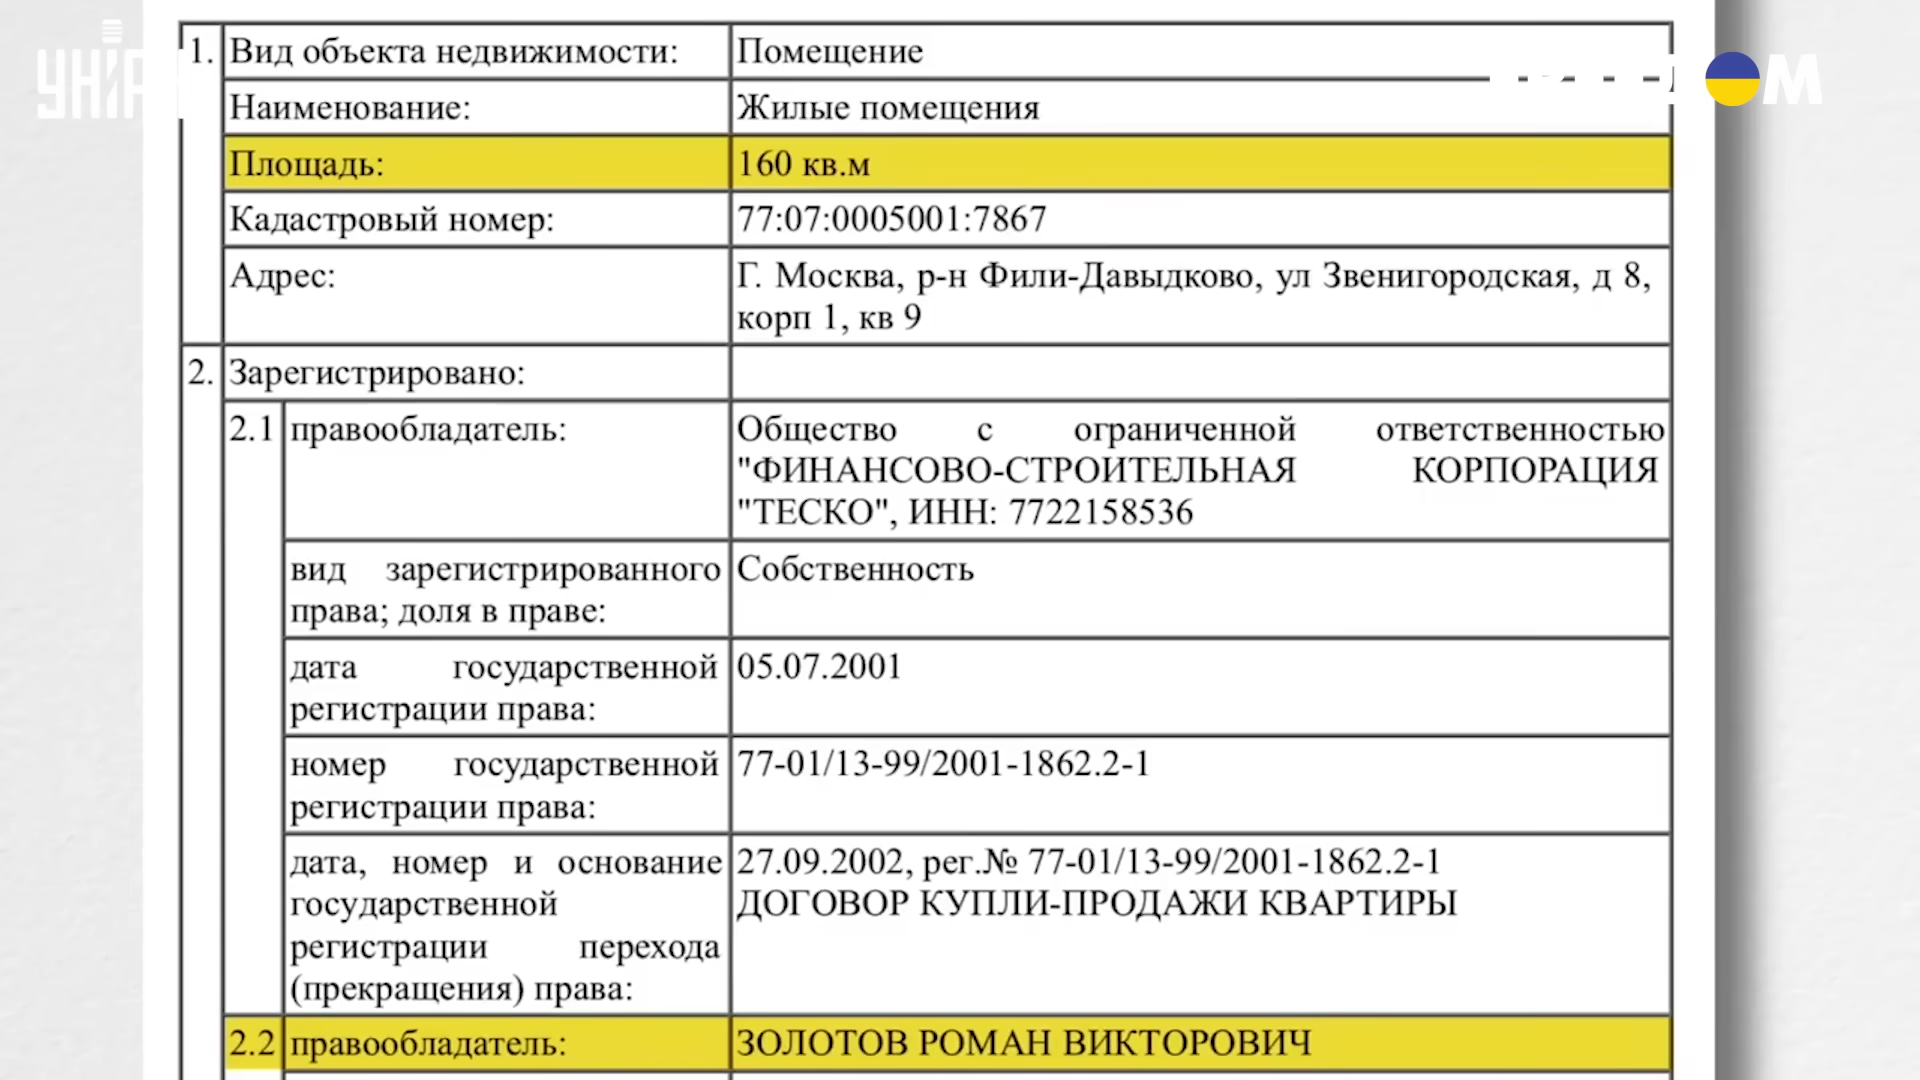 УНІАН
1. Вид объекта недвижимости: Помещение
Наименование: Жилые помещения
Площадь: 160 кв.м
Кадастровый номер: 77:07:0005001:7867
Адрес: Г. Москва, р-н Фили-Давыдково, ул Звенигородская, д 8,
корп 1, кв 9
2. Зарегистрировано:
2.1 правообладатель: Общество с ограниченной ответственностью
"ФИНАНСОВО-СТРОИТЕЛЬНАЯ КОРПОРАЦИЯ
"ТЕСКО", ИНН: 7722158536
вид зарегистрированного
права; доля в праве:
Собственность
дата государственной
регистрации права:
05.07.2001
номер государственной
регистрации права:
77-01/13-99/2001-1862.2-1
дата, номер и основание
государственной
регистрации перехода
(прекращения) права:
27.09.2002, рег.№ 77-01/13-99/2001-1862.2-1
ДОГОВОР КУПЛИ-ПРОДАЖИ КВАРТИРЫ
2.2 правообладатель: ЗОЛОТОВ РОМАН ВИКТОРОВИЧ